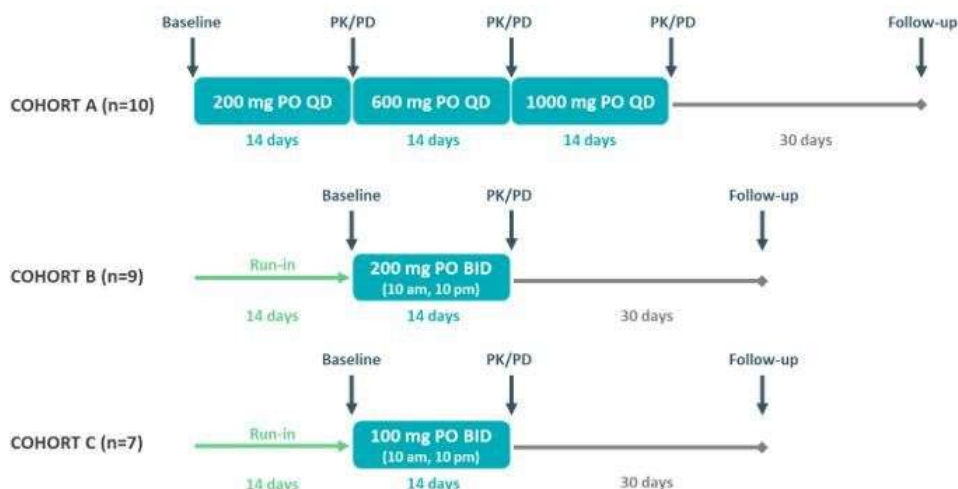 Baseline PK/PD PK/PD PK/PD Follow-up
COHORT A (n=10) 200 mg PO QD 600 mg PO QD 1000 mg PO QD
14 days 14 days 14 days 30 days
Baseline PK/PD Follow-up
COHORT B (n=9) Run-in 200 mg PO BID
(10 am, 10 pm)
14 days 14 days 30 days
Baseline PK/PD Follow-up
COHORT C (n=7) Run-in 100 mg PO BID
(10 am, 10 pm)
14 days 14 days 30 days